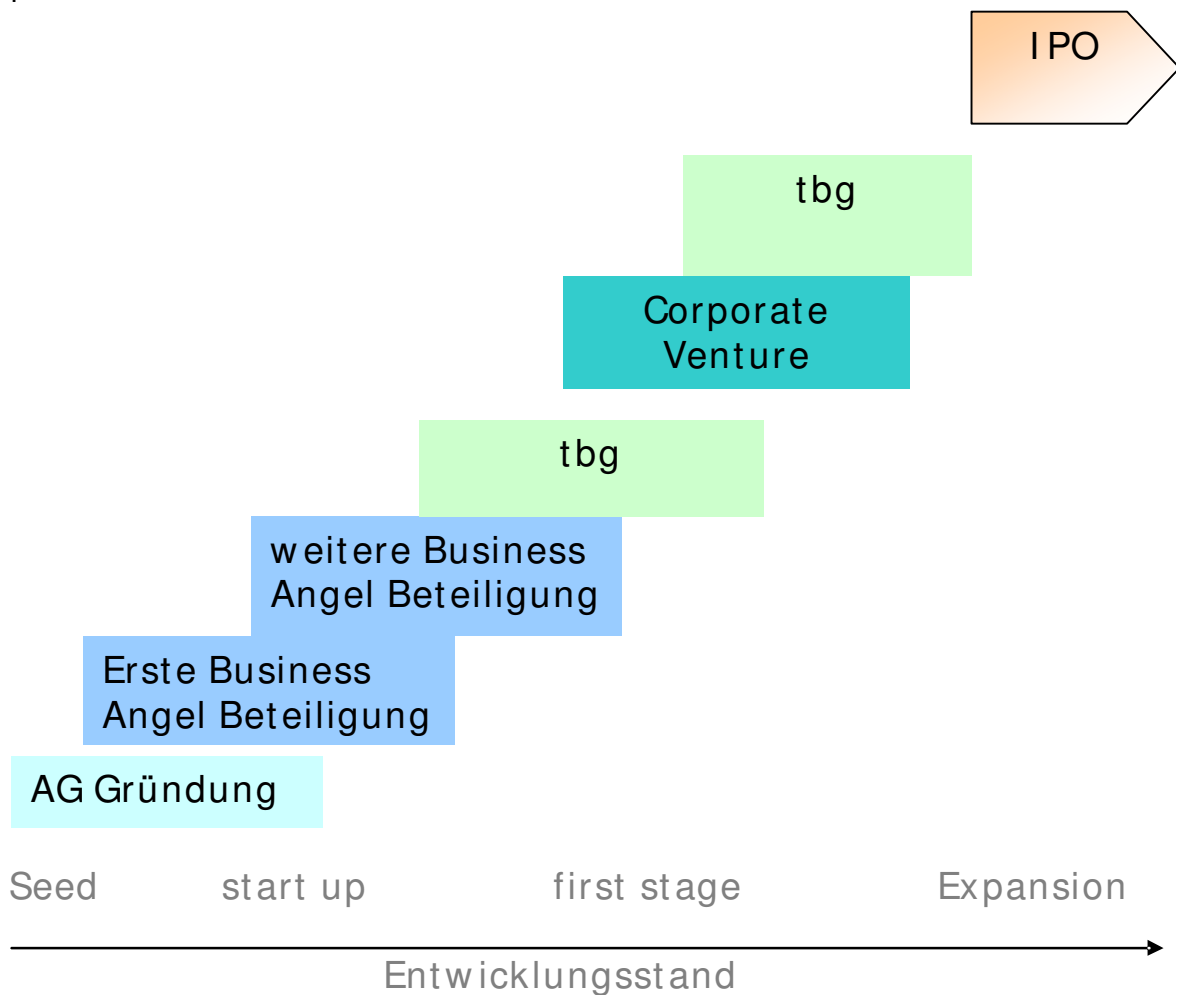 IPO
tbg
Corporate
Venture
tbg
weitere Business
Angel Beteiligung
Erste Business
Angel Beteiligung
AG Gründung
Seed start up first stage Expansion
Entwicklungsstand